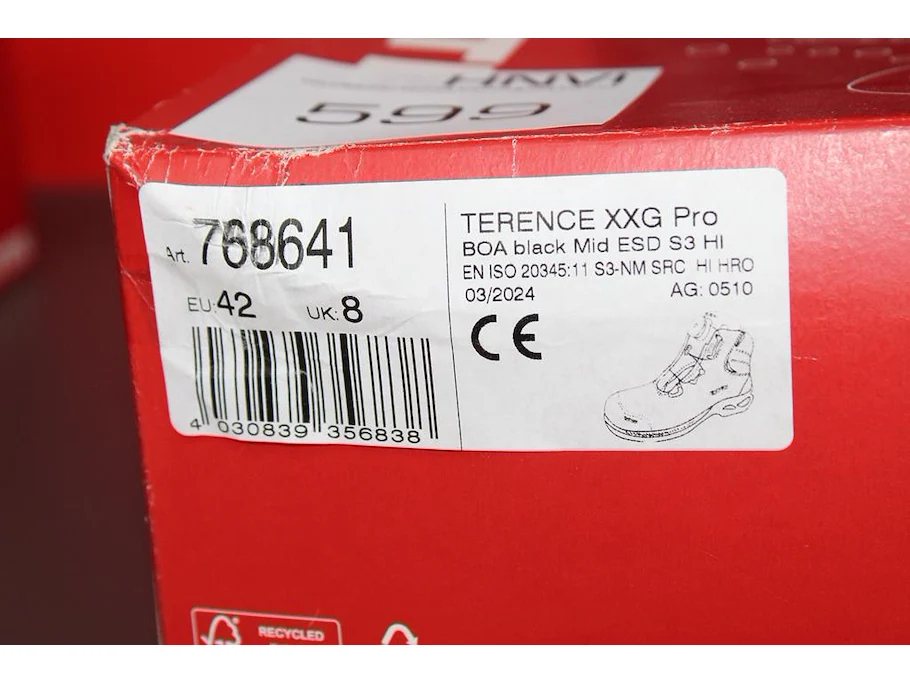 599
Art. 768641
EU: 42 UK: 8
4 030839 356838
TERENCE XXG Pro
BOA black Mid ESD S3 HI
EN ISO 20345:11 S3-NM SRC HI HRO
03/2024 AG: 0510
CE
RECYCLED